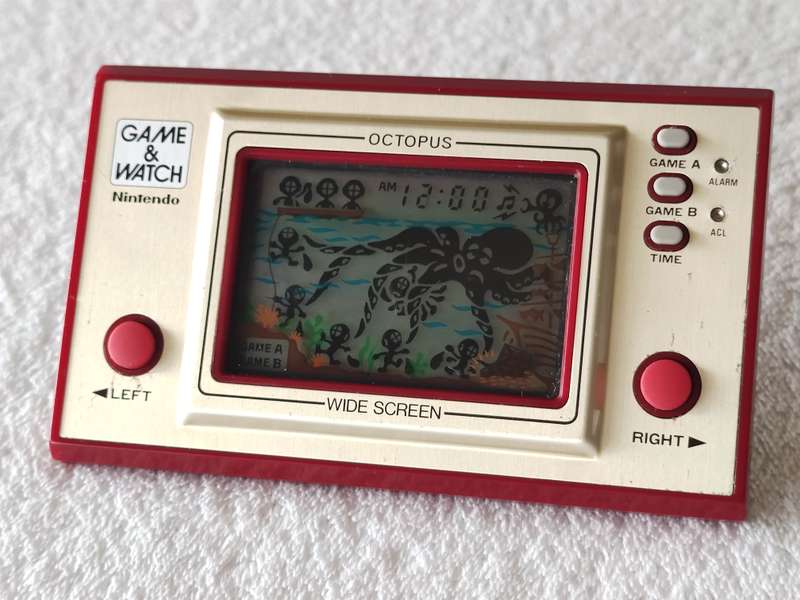 GAME
&
WATCH
Nintendo
OCTOPUS
AM 12:00
GAME A
ALARM
GAME B
ACL
TIME
GAME A
GAME B
◀LEFT
WIDE SCREEN
RIGHT▶